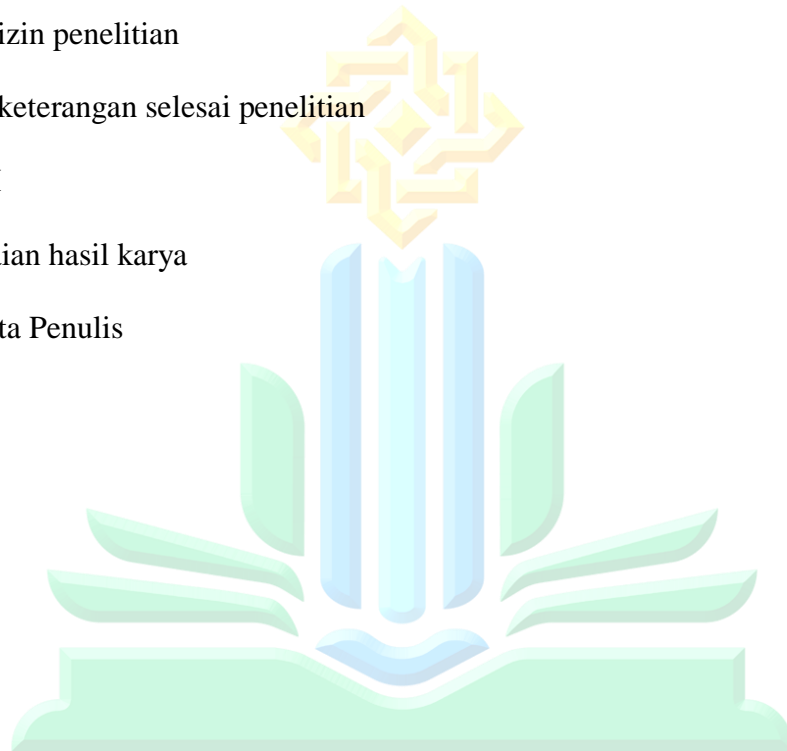 izin penelitian
keterangan selesai penelitian
ian hasil karya
ta Penulis